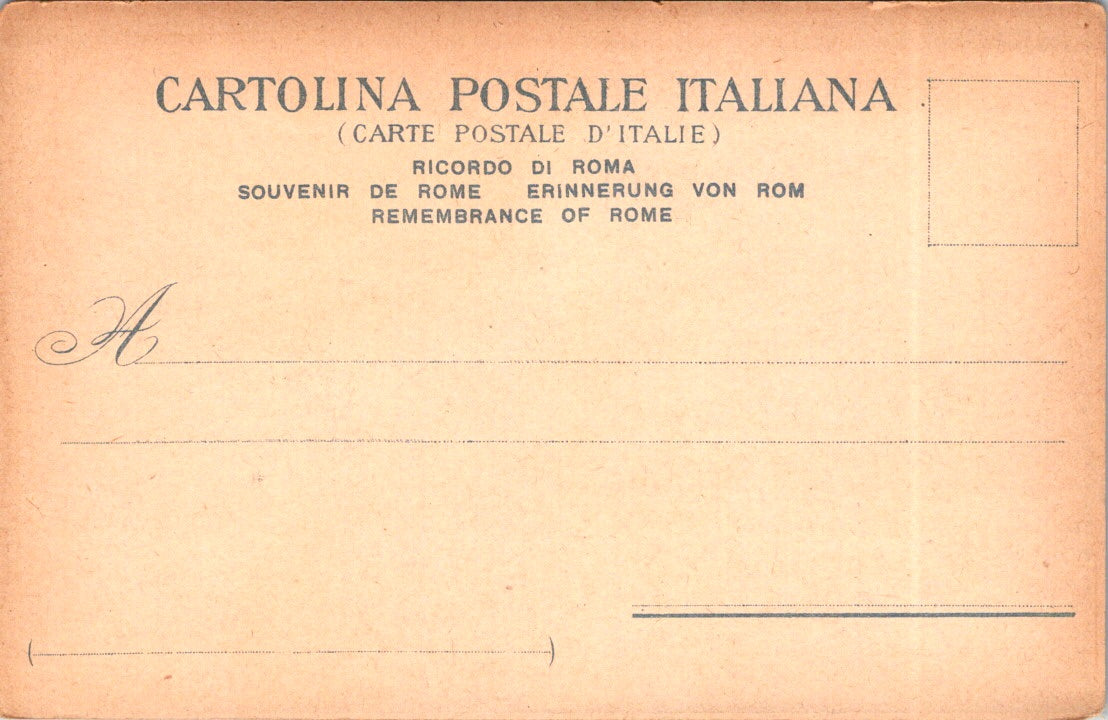 CARTOLINA POSTALE ITALIANA
(CARTE POSTALE D'ITALIE)
RICORDO DI ROMA
SOUVENIR DE ROME ERINNERUNG VON ROM
REMEMBRANCE OF ROME
A
( )